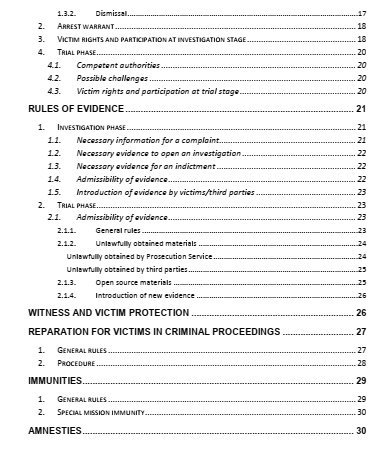 1.3.2. Dismissal 17
2. ARREST WARRANT 18
3. VICTIM RIGHTS AND PARTICIPATION AT INVESTIGATION STAGE 18
4. TRIAL PHASE 20
4.1. Competent authorities 20
4.2. Possible challenges 20
4.3. Victim rights and participation at trial stage 20
RULES OF EVIDENCE 21
1. INVESTIGATION PHASE 21
1.1. Necessary information for a complaint 21
1.2. Necessary evidence to open an investigation 22
1.3. Necessary evidence for an indictment 22
1.4. Admissibility of evidence 22
1.5. Introduction of evidence by victims/third parties 23
2. TRIAL PHASE 23
2.1. Admissibility of evidence 23
2.1.1. General rules 23
2.1.2. Unlawfully obtained materials 24
Unlawfully obtained by Prosecution Service 24
Unlawfully obtained by third parties 25
2.1.3. Open source materials 25
2.1.4. Introduction of new evidence 26
WITNESS AND VICTIM PROTECTION 26
REPARATION FOR VICTIMS IN CRIMINAL PROCEEDINGS 27
1. GENERAL RULES 27
2. PROCEDURE 28
IMMUNITIES 29
1. GENERAL RULES 29
2. SPECIAL MISSION IMMUNITY 30
AMNESTIES 30